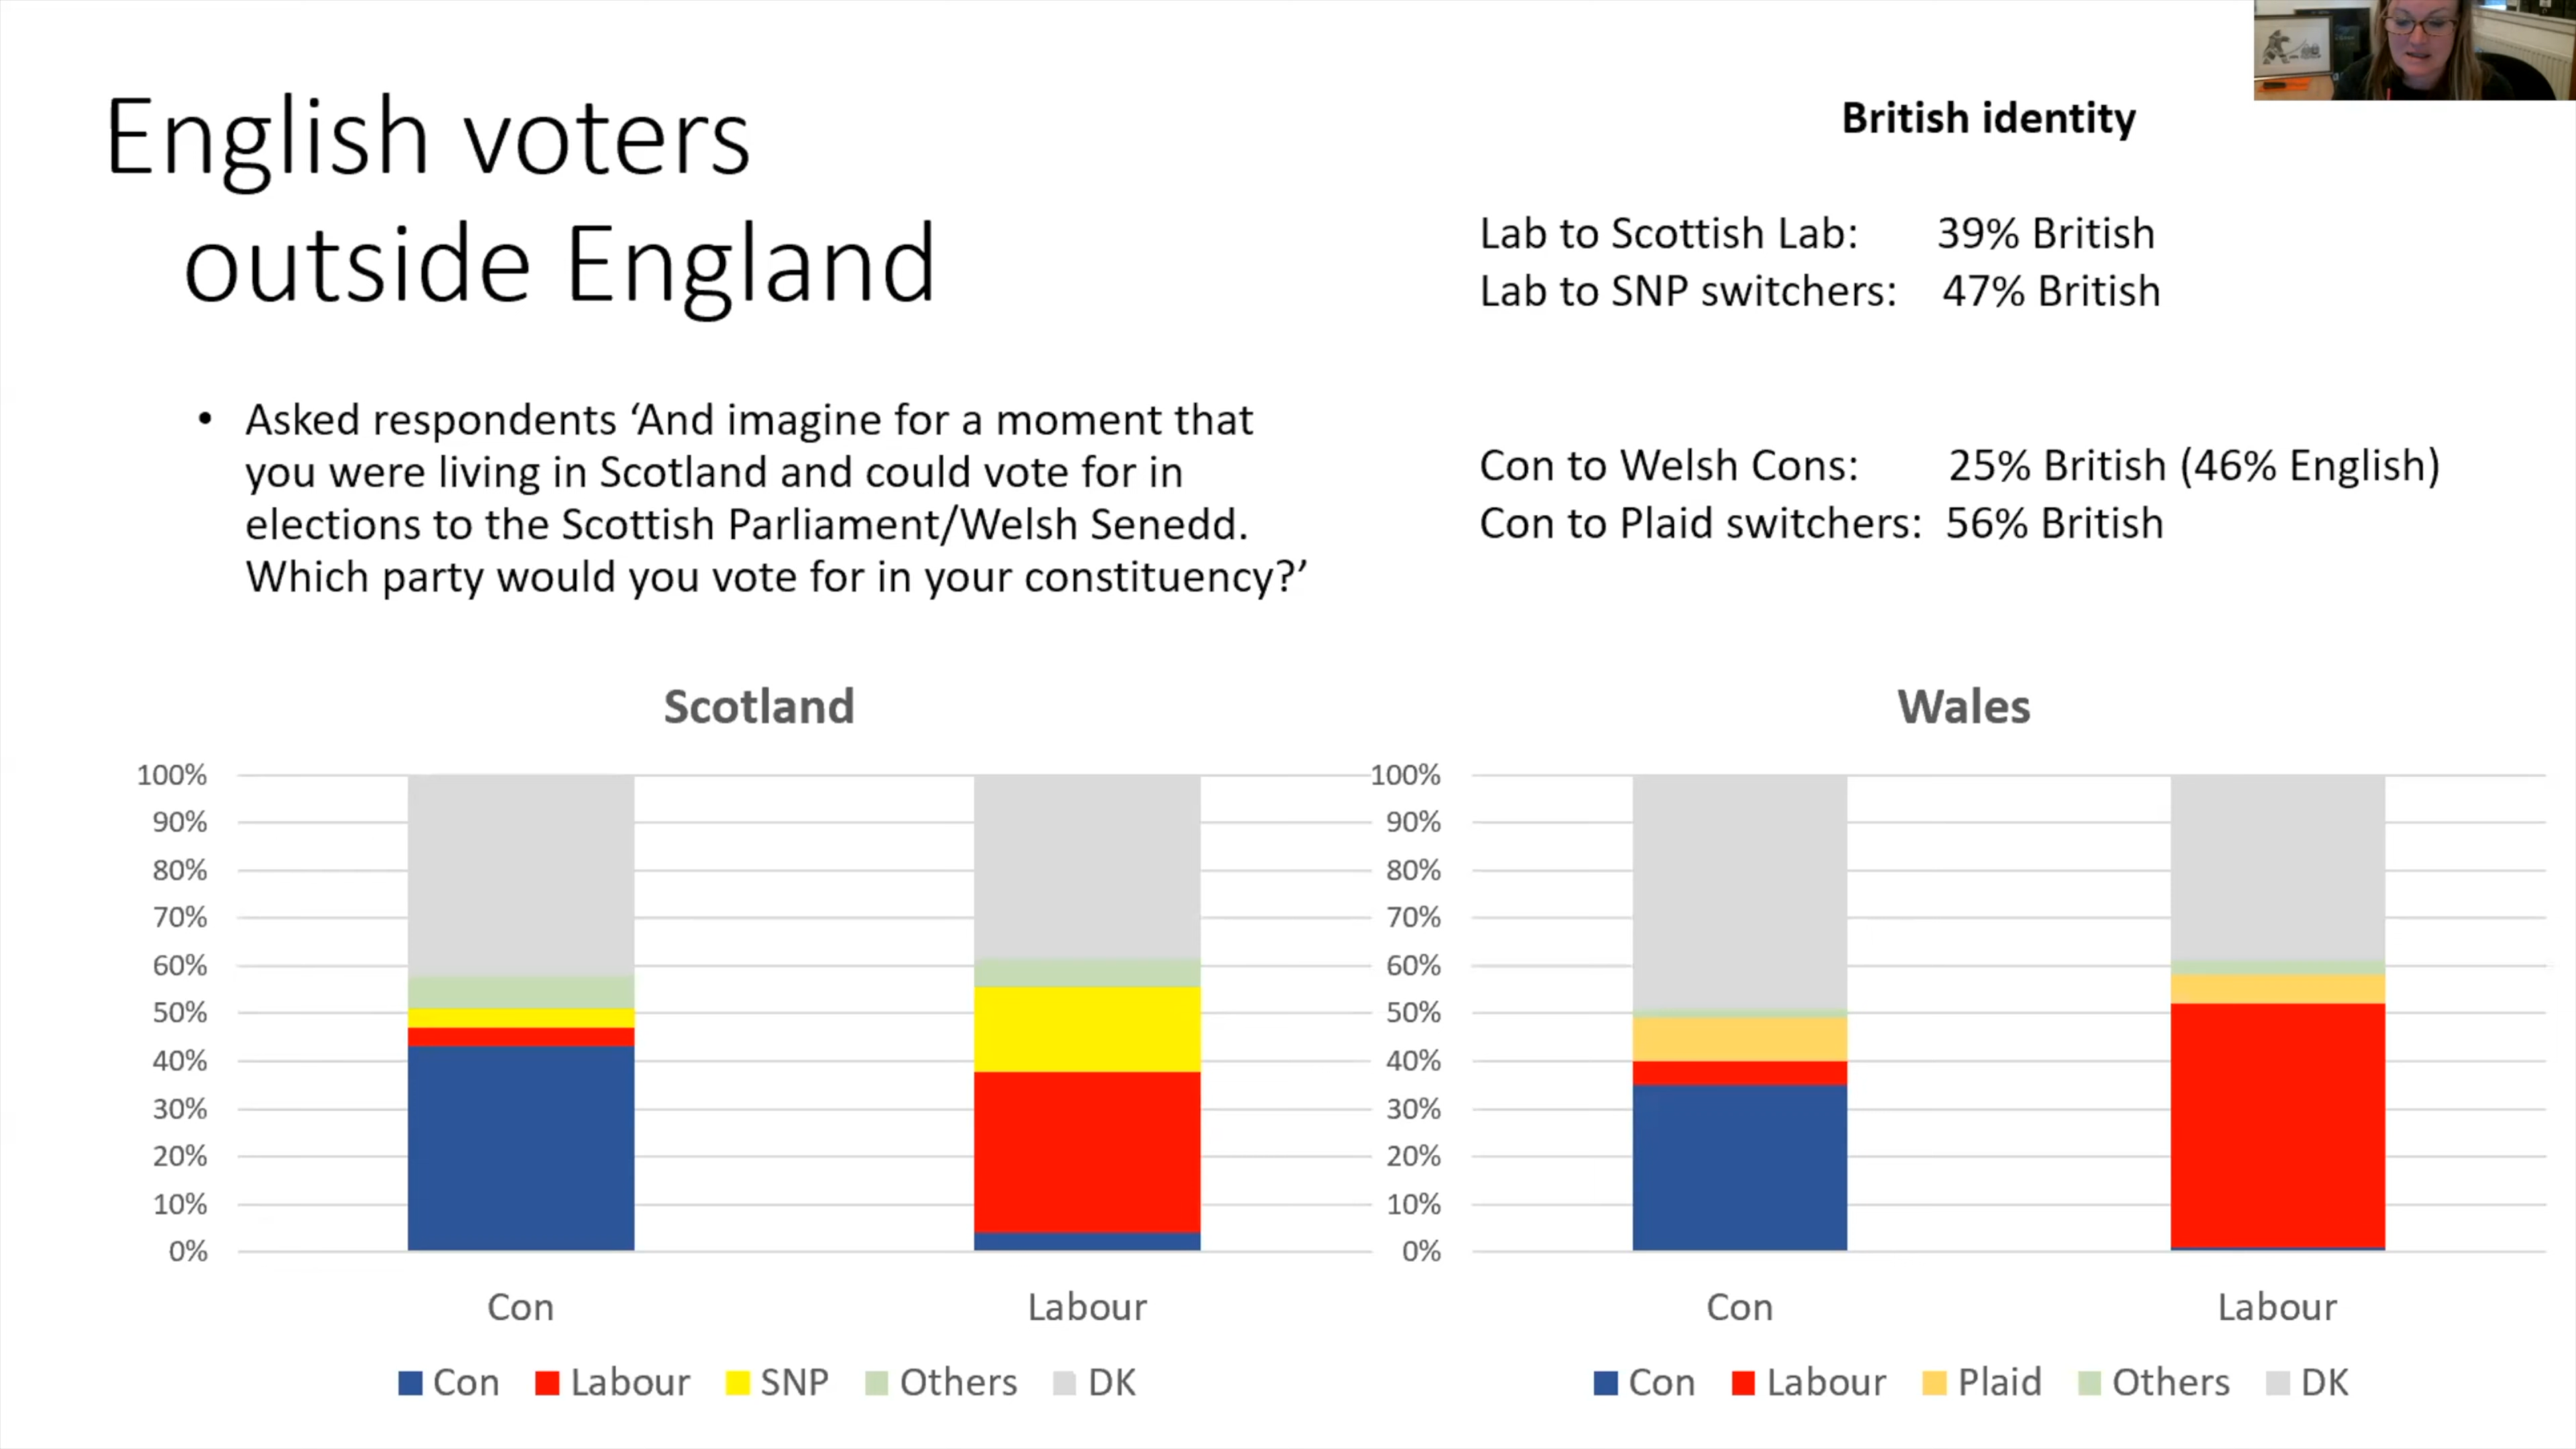 English voters
outside England
• Asked respondents ‘And imagine for a moment that
you were living in Scotland and could vote for in
elections to the Scottish Parliament/Welsh Senedd.
Which party would you vote for in your constituency?’
British identity
Lab to Scottish Lab: 39% British
Lab to SNP switchers: 47% British
Con to Welsh Cons: 25% British (46% English)
Con to Plaid switchers: 56% British
Scotland
100%
90%
80%
70%
60%
50%
40%
30%
20%
10%
0%
Con Labour
Con Labour SNP Others DK
Wales
100%
90%
80%
70%
60%
50%
40%
30%
20%
10%
0%
Con Labour
Con Labour Plaid Others DK